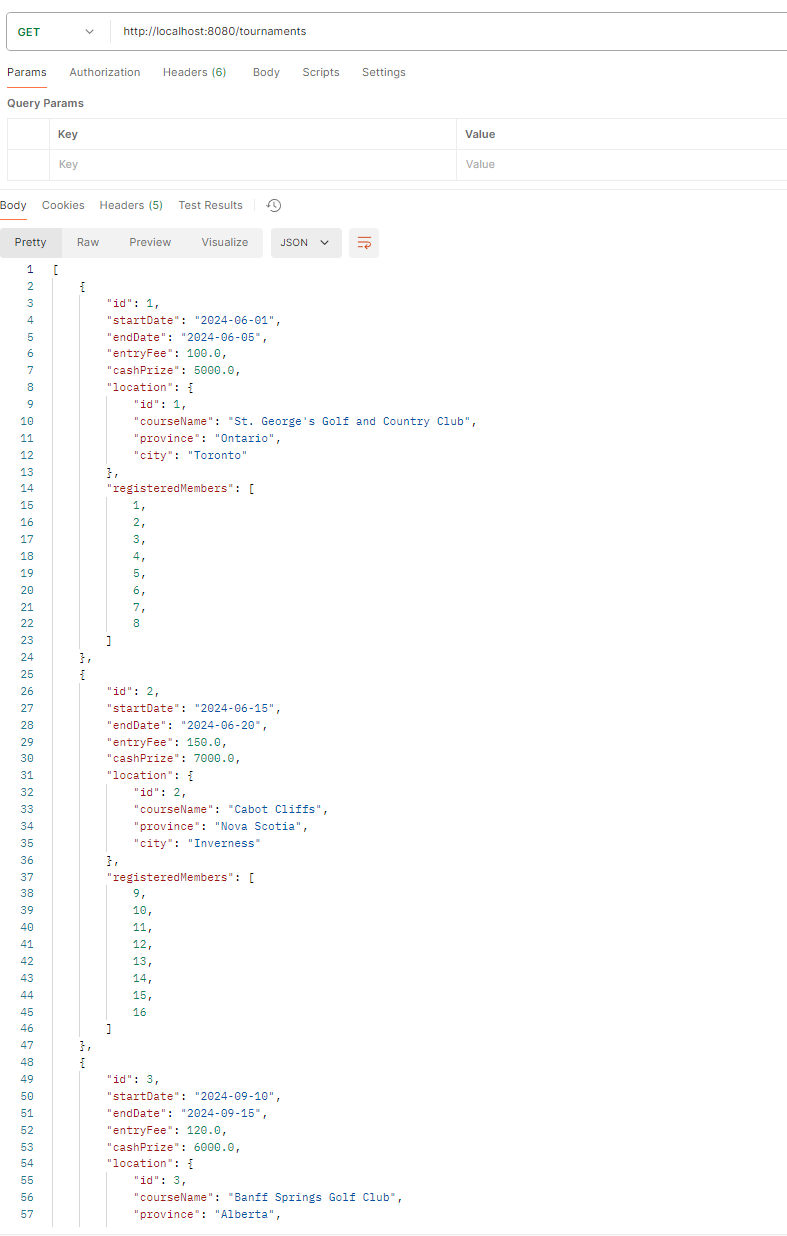 GET http://localhost:8080/tournaments
Params Authorization Headers (6) Body Scripts Settings
Query Params
Key Value
Key Value
Body Cookies Headers (5) Test Results
Pretty Raw Preview Visualize JSON
1 [
2 {
3 "id": 1,
4 "startDate": "2024-06-01",
5 "endDate": "2024-06-05",
6 "entryFee": 100.0,
7 "cashPrize": 5000.0,
8 "location": {
9 "id": 1,
10 "courseName": "St. George's Golf and Country Club",
11 "province": "Ontario",
12 "city": "Toronto"
13 },
14 "registeredMembers": [
15 1,
16 2,
17 3,
18 4,
19 5,
20 6,
21 7,
22 8
23 ]
24 },
25 {
26 "id": 2,
27 "startDate": "2024-06-15",
28 "endDate": "2024-06-20",
29 "entryFee": 150.0,
30 "cashPrize": 7000.0,
31 "location": {
32 "id": 2,
33 "courseName": "Cabot Cliffs",
34 "province": "Nova Scotia",
35 "city": "Inverness"
36 },
37 "registeredMembers": [
38 9,
39 10,
40 11,
41 12,
42 13,
43 14,
44 15,
45 16
46 ]
47 },
48 {
49 "id": 3,
50 "startDate": "2024-09-10",
51 "endDate": "2024-09-15",
52 "entryFee": 120.0,
53 "cashPrize": 6000.0,
54 "location": {
55 "id": 3,
56 "courseName": "Banff Springs Golf Club",
57 "province": "Alberta",